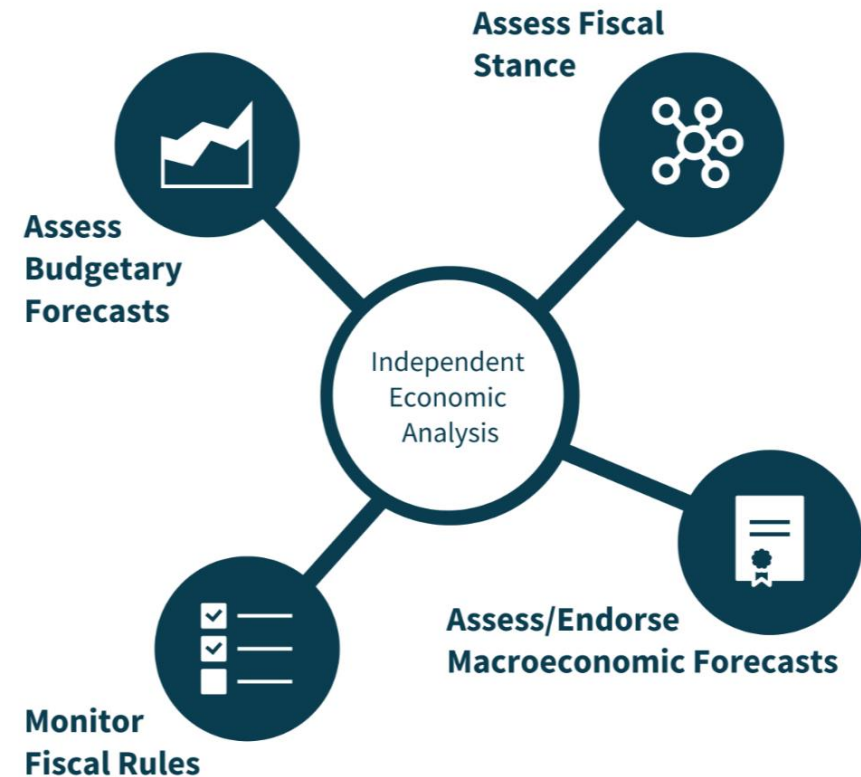 Assess Fiscal
Stance
Assess
Budgetary
Forecasts
Independent
Economic
Analysis
Assess/Endorse
Macroeconomic Forecasts
Monitor
Fiscal Rules